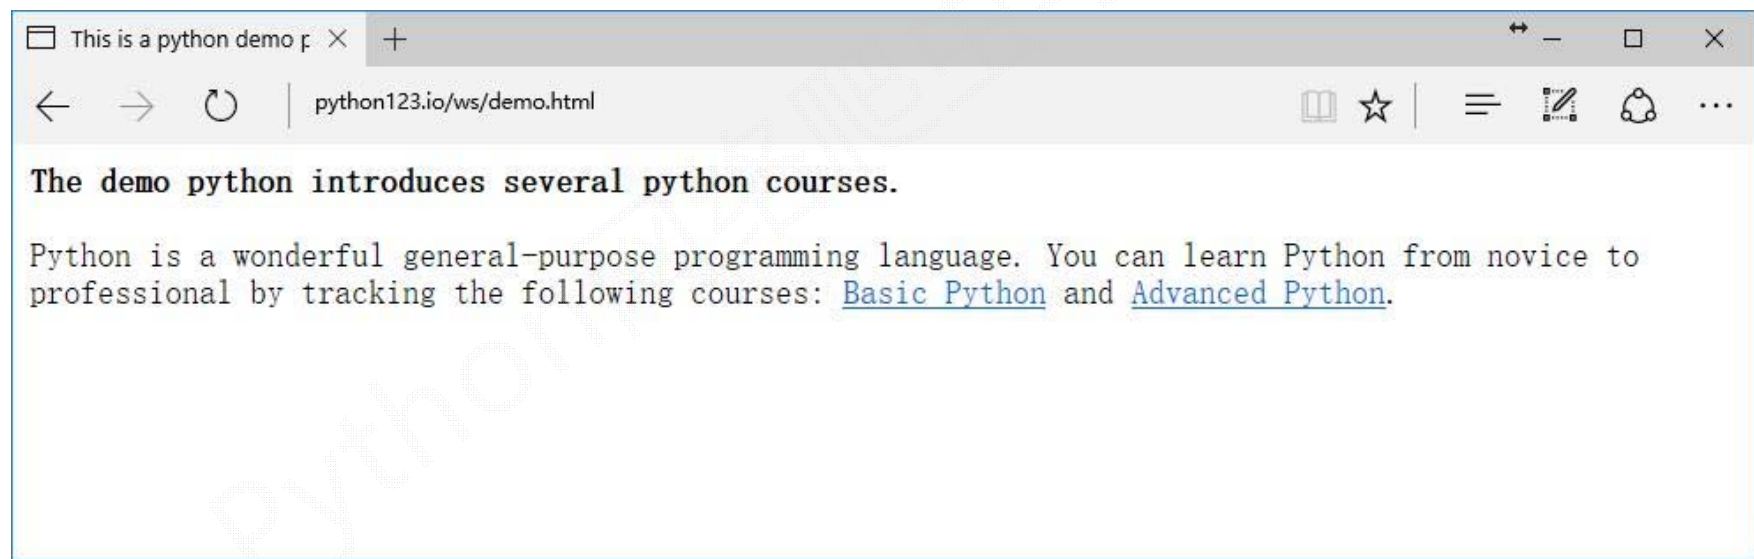 This is a python demo p
python123.io/ws/demo.html
The demo python introduces several python courses.
Python is a wonderful general-purpose programming language. You can learn Python from novice to
professional by tracking the following courses: Basic Python and Advanced Python.
Python